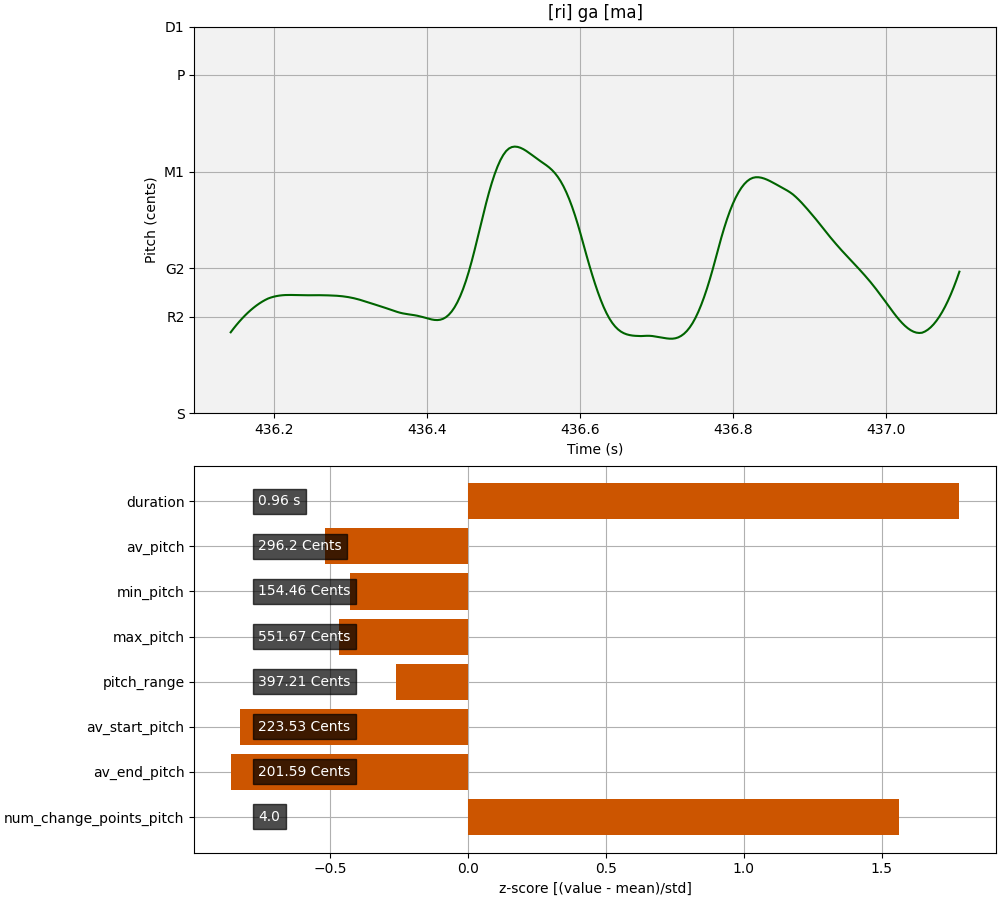 [ri] ga [ma]
D1
P
M1
G2
R2
S
Pitch (cents)
436.2 436.4 436.6 436.8 437.0
Time (s)
duration 0.96 s
av_pitch 296.2 Cents
min_pitch 154.46 Cents
max_pitch 551.67 Cents
pitch_range 397.21 Cents
av_start_pitch 223.53 Cents
av_end_pitch 201.59 Cents
num_change_points_pitch 4.0
−0.5 0.0 0.5 1.0 1.5
z-score [(value - mean)/std]